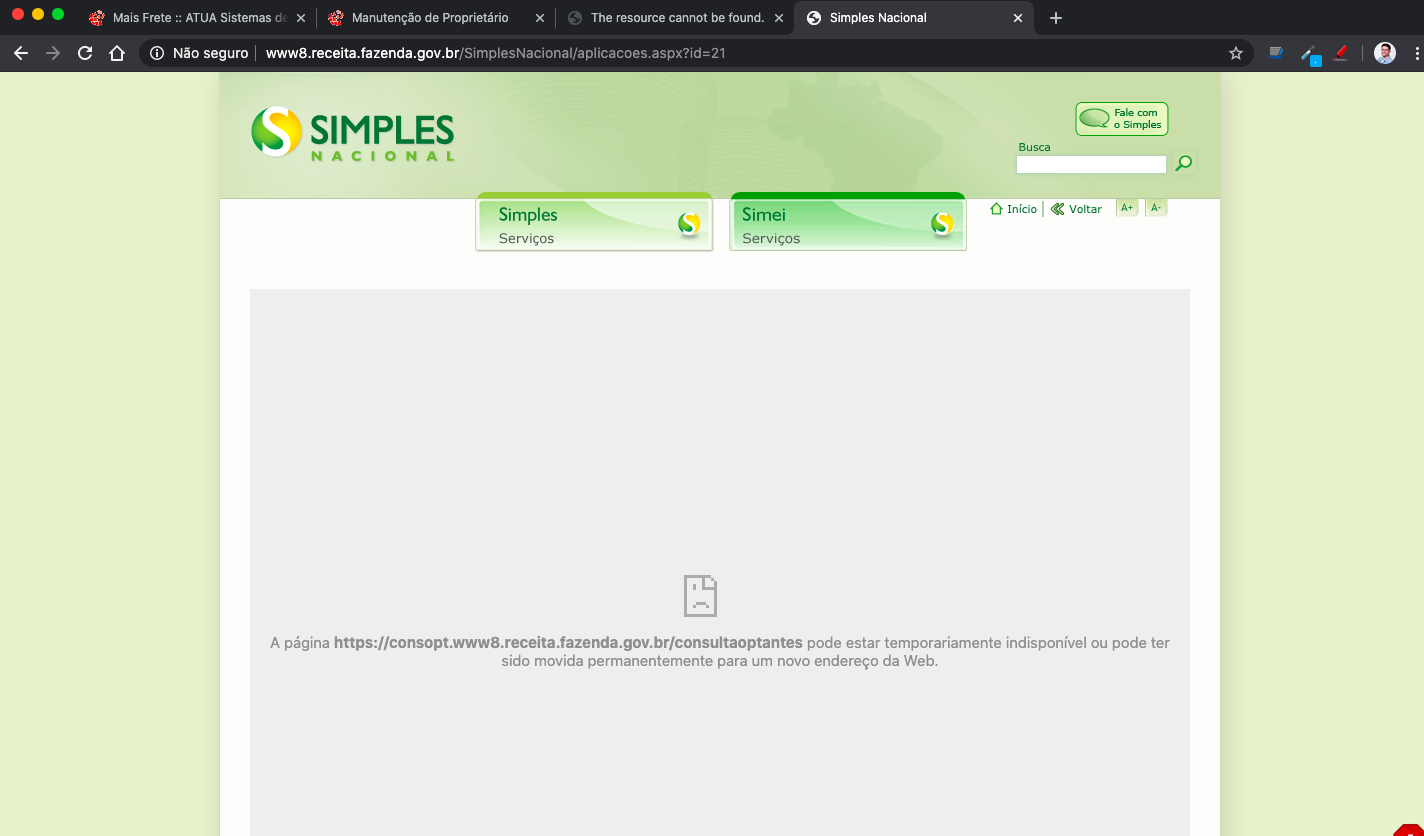 Mais Frete :: ATUA Sistemas de
Manutenção de Proprietário
The resource cannot be found.
Simples Nacional
Não seguro
www8.receita.fazenda.gov.br/SimplesNacional/aplicacoes.aspx?id=21
SIMPLES
NACIONAL
Fale com
o Simples
Busca
Simples
Serviços
Simei
Serviços
Início
Voltar
A+
A-
A página https://consopt.www8.receita.fazenda.gov.br/consultaoptantes pode estar temporariamente indisponível ou pode ter
sido movida permanentemente para um novo endereço da Web.